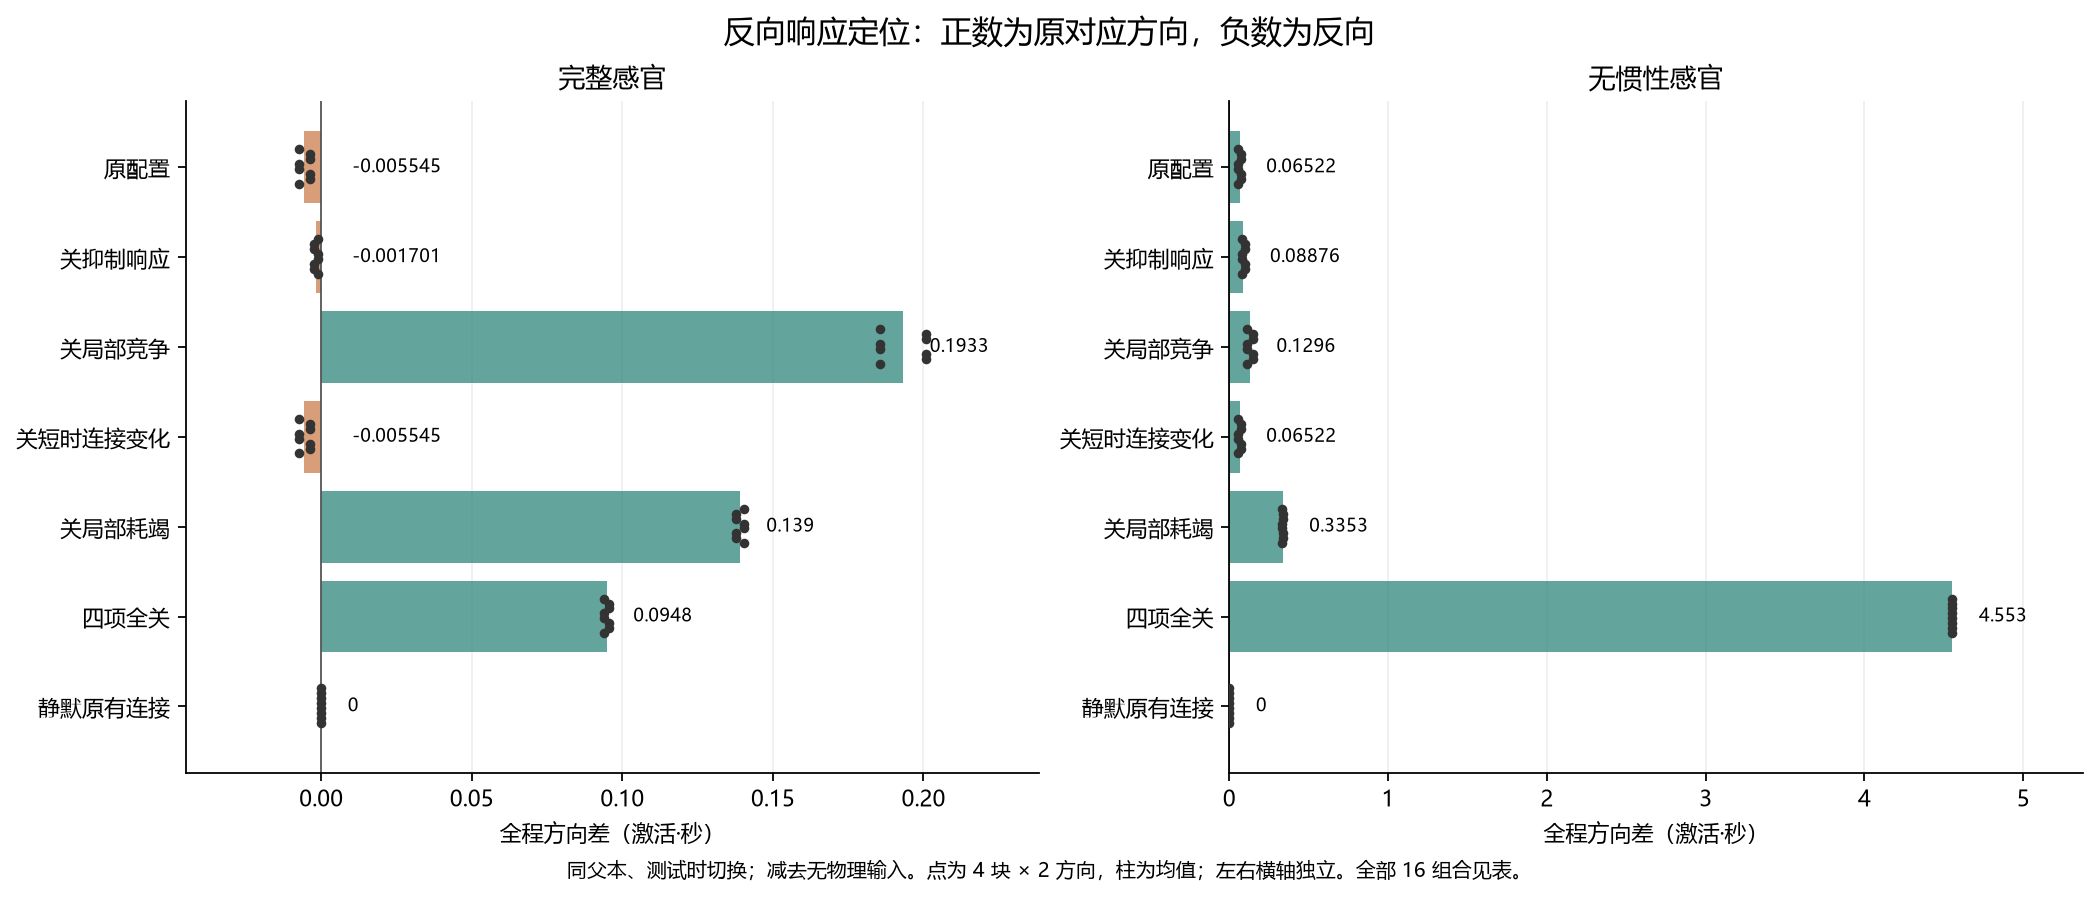 反向响应定位：正数为原对应方向，负数为反向
完整感官
原配置
-0.005545
关抑制响应
-0.001701
关局部竞争
0.1933
关短时连接变化
-0.005545
关局部耗竭
0.139
四项全关
0.0948
静默原有连接
0
0.00 0.05 0.10 0.15 0.20
全程方向差（激活·秒）
无惯性感官
原配置
0.06522
关抑制响应
0.08876
关局部竞争
0.1296
关短时连接变化
0.06522
关局部耗竭
0.3353
四项全关
4.553
静默原有连接
0
0 1 2 3 4 5
全程方向差（激活·秒）
同父本、测试时切换；减去无物理输入。点为 4 块 × 2 方向，柱为均值；左右横轴独立。全部 16 组合见表。